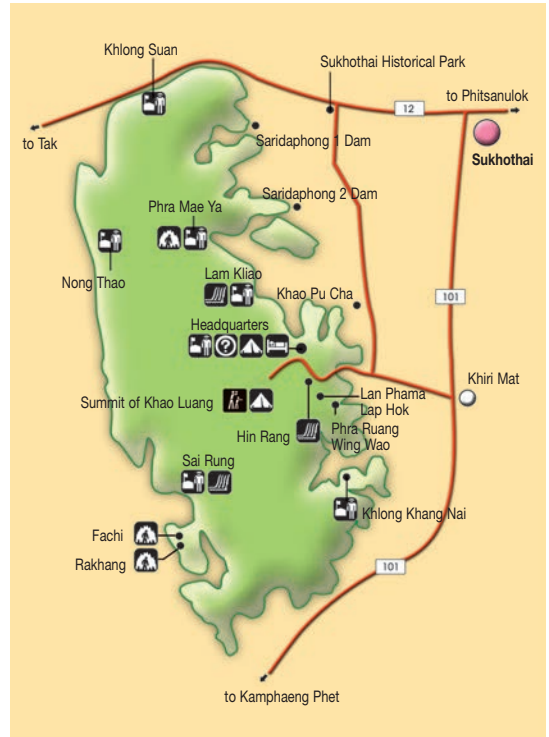 Khlong Suan
Sukhothai Historical Park
to Phitsanulok
12
to Tak
Saridaphong 1 Dam
Sukhothai
Saridaphong 2 Dam
Phra Mae Ya
Nong Thao
Lam Kliao
Khao Pu Cha
101
Headquarters
?
Khiri Mat
Summit of Khao Luang
Lan Phama
Lap Hok
Hin Rang
Phra Ruang
Wing Wao
Sai Rung
Khlong Khang Nai
Fachi
Rakhang
101
to Kamphaeng Phet